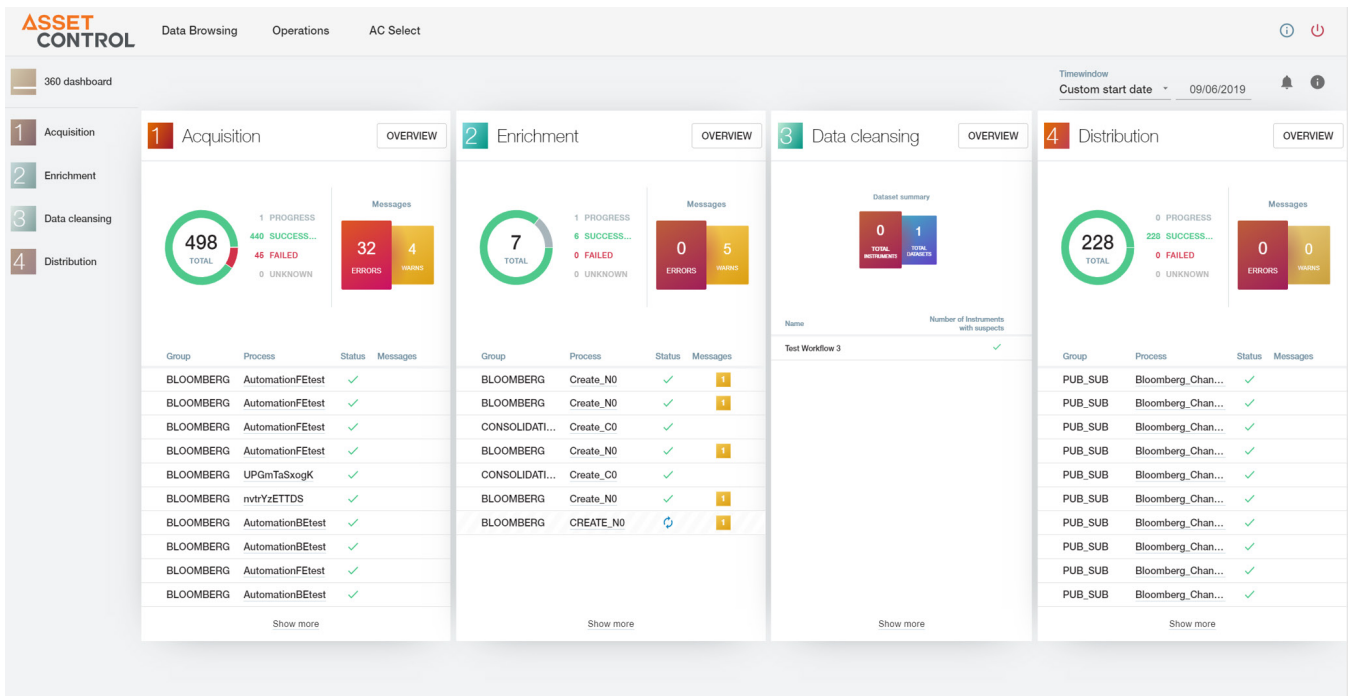 ASSET CONTROL
Data Browsing Operations AC Select
360 dashboard
Timewindow
Custom start date 09/06/2019
1 Acquisition
2 Enrichment
3 Data cleansing
4 Distribution
1 Acquisition OVERVIEW
498
TOTAL
1 PROGRESS
440 SUCCESS...
45 FAILED
0 UNKNOWN
Messages
32
ERRORS
4
WARNS
Group Process Status Messages
BLOOMBERG AutomationFEtest
BLOOMBERG AutomationFEtest
BLOOMBERG AutomationFEtest
BLOOMBERG AutomationFEtest
BLOOMBERG UPGmTaSxogK
BLOOMBERG nvtrYzETTDS
BLOOMBERG AutomationBEtest
BLOOMBERG AutomationBEtest
BLOOMBERG AutomationFEtest
BLOOMBERG AutomationBEtest
Show more
2 Enrichment OVERVIEW
7
TOTAL
1 PROGRESS
6 SUCCESS...
0 FAILED
0 UNKNOWN
Messages
0
ERRORS
5
WARNS
Group Process Status Messages
BLOOMBERG Create_N0 1
BLOOMBERG Create_N0 1
CONSOLIDATI... Create_C0
BLOOMBERG Create_N0 1
CONSOLIDATI... Create_C0
BLOOMBERG Create_N0 1
BLOOMBERG CREATE_N0 1
Show more
3 Data cleansing OVERVIEW
Dataset summary
0
TOTAL
INSTRUMENTS
1
TOTAL
DATASETS
Name Number of Instruments
with suspects
Test Workflow 3
Show more
4 Distribution OVERVIEW
228
TOTAL
0 PROGRESS
228 SUCCESS...
0 FAILED
0 UNKNOWN
Messages
0
ERRORS
0
WARNS
Group Process Status Messages
PUB_SUB Bloomberg_Chan...
PUB_SUB Bloomberg_Chan...
PUB_SUB Bloomberg_Chan...
PUB_SUB Bloomberg_Chan...
PUB_SUB Bloomberg_Chan...
PUB_SUB Bloomberg_Chan...
PUB_SUB Bloomberg_Chan...
PUB_SUB Bloomberg_Chan...
PUB_SUB Bloomberg_Chan...
PUB_SUB Bloomberg_Chan...
Show more